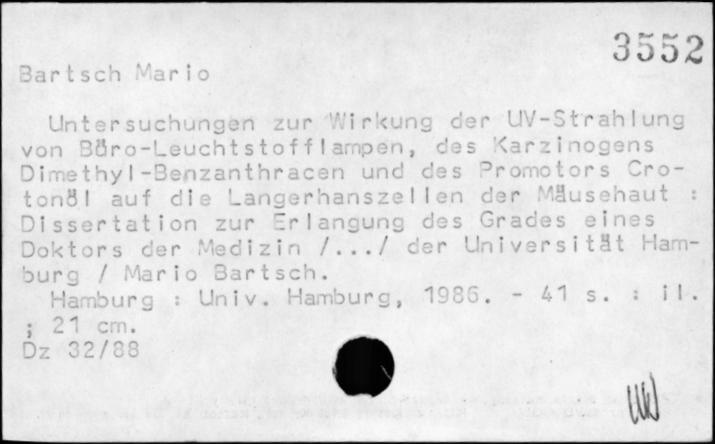 3552
Bartsch Mario
Untersuchungen zur Wirkung der UV-Strahlung
von Büro-Leuchtstofflampen, des Karzinogens
Dimethyl-Benzanthracen und des Promotors Cro-
tonöl auf die Langerhanszellen der Mäusehaut :
Dissertation zur Erlangung des Grades eines
Doktors der Medizin /.../ der Universität Ham-
burg / Mario Bartsch.
Hamburg : Univ. Hamburg, 1986. - 41 s. : il.
; 21 cm.
Dz 32/88